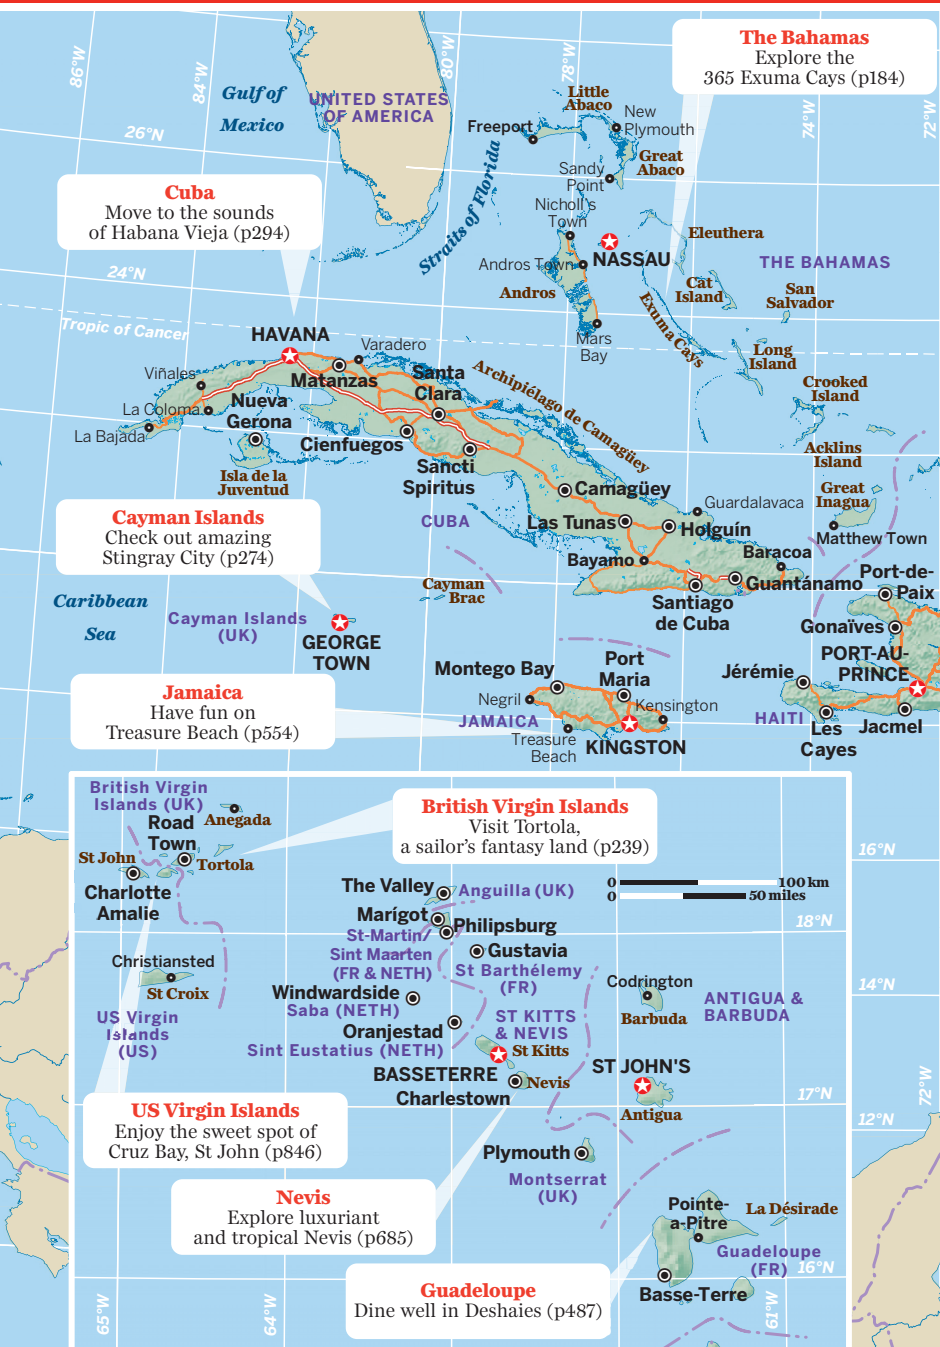 86°W
84°W
80°W
78°W
74°W
72°W
The Bahamas
Explore the
365 Exuma Cays (p184)
Gulf of
Mexico
UNITED STATES
OF AMERICA
26°N
Little
Abaco
New
Plymouth
Freeport
Great
Abaco
Sandy
Point
Straits of Florida
Cuba
Move to the sounds
of Habana Vieja (p294)
Nicholl's
Town
NASSAU
Eleuthera
THE BAHAMAS
Andros Town
Andros
Cat
Island
San
Salvador
24°N
Exuma Cays
Mars
Bay
Tropic of Cancer
HAVANA
Varadero
Long
Island
Viñales
Matanzas
Santa
Clara
Archipiélago de Camagüey
Crooked
Island
La Coloma
Nueva
Gerona
La Bajada
Cienfuegos
Sancti
Spiritus
Acklins
Island
Isla de la
Juventud
Camagüey
Great
Inagua
Guardalavaca
Cayman Islands
Check out amazing
Stingray City (p274)
CUBA
Las Tunas
Holguín
Matthew Town
Baracoa
Bayamo
Port-de-
Paix
Guantánamo
Cayman
Brac
Santiago
de Cuba
Caribbean
Sea
Cayman Islands
(UK)
GEORGE
TOWN
Gonaïves
PORT-AU-
PRINCE
Montego Bay
Port
Maria
Jérémie
Jamaica
Have fun on
Treasure Beach (p554)
Negril
Kensington
JAMAICA
HAITI
Treasure
Beach
KINGSTON
Les
Cayes
Jacmel
British Virgin
Islands (UK)
Anegada
Road
Town
British Virgin Islands
Visit Tortola,
a sailor's fantasy land (p239)
St John
Tortola
16°N
Charlotte
Amalie
The Valley
Anguilla (UK)
0
100 km
0
50 miles
Marígot
Philipsburg
18°N
St-Martin/
Sint Maarten
(FR & NETH)
Gustavia
St Barthélemy
(FR)
Christiansted
St Croix
Windwardside
Saba (NETH)
Codrington
Barbuda
ANTIGUA &
BARBUDA
14°N
US Virgin
Islands
(US)
Oranjestad
Sint Eustatius (NETH)
ST KITTS
& NEVIS
St Kitts
BASSETERRE
ST JOHN'S
Nevis
Charlestown
Antigua
17°N
72°W
12°N
US Virgin Islands
Enjoy the sweet spot of
Cruz Bay, St John (p846)
Plymouth
Montserrat
(UK)
Nevis
Explore luxuriant
and tropical Nevis (p685)
Pointe-
a-Pitre
La Désirade
Guadeloupe
(FR)
16°N
Guadeloupe
Dine well in Deshaies (p487)
Basse-Terre
65°W
64°W
61°W